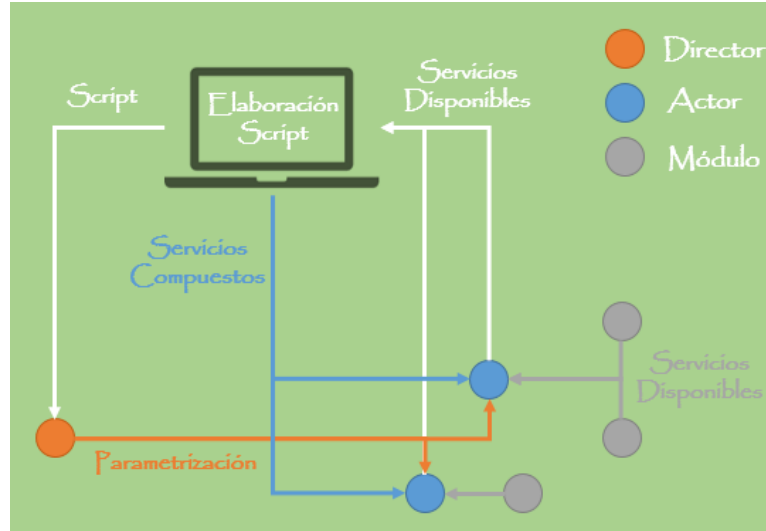 Script
Elaboración
Script
Servicios
Disponibles
Director
Actor
Módulo
Servicios
Compuestos
Servicios
Disponibles
Parametrización